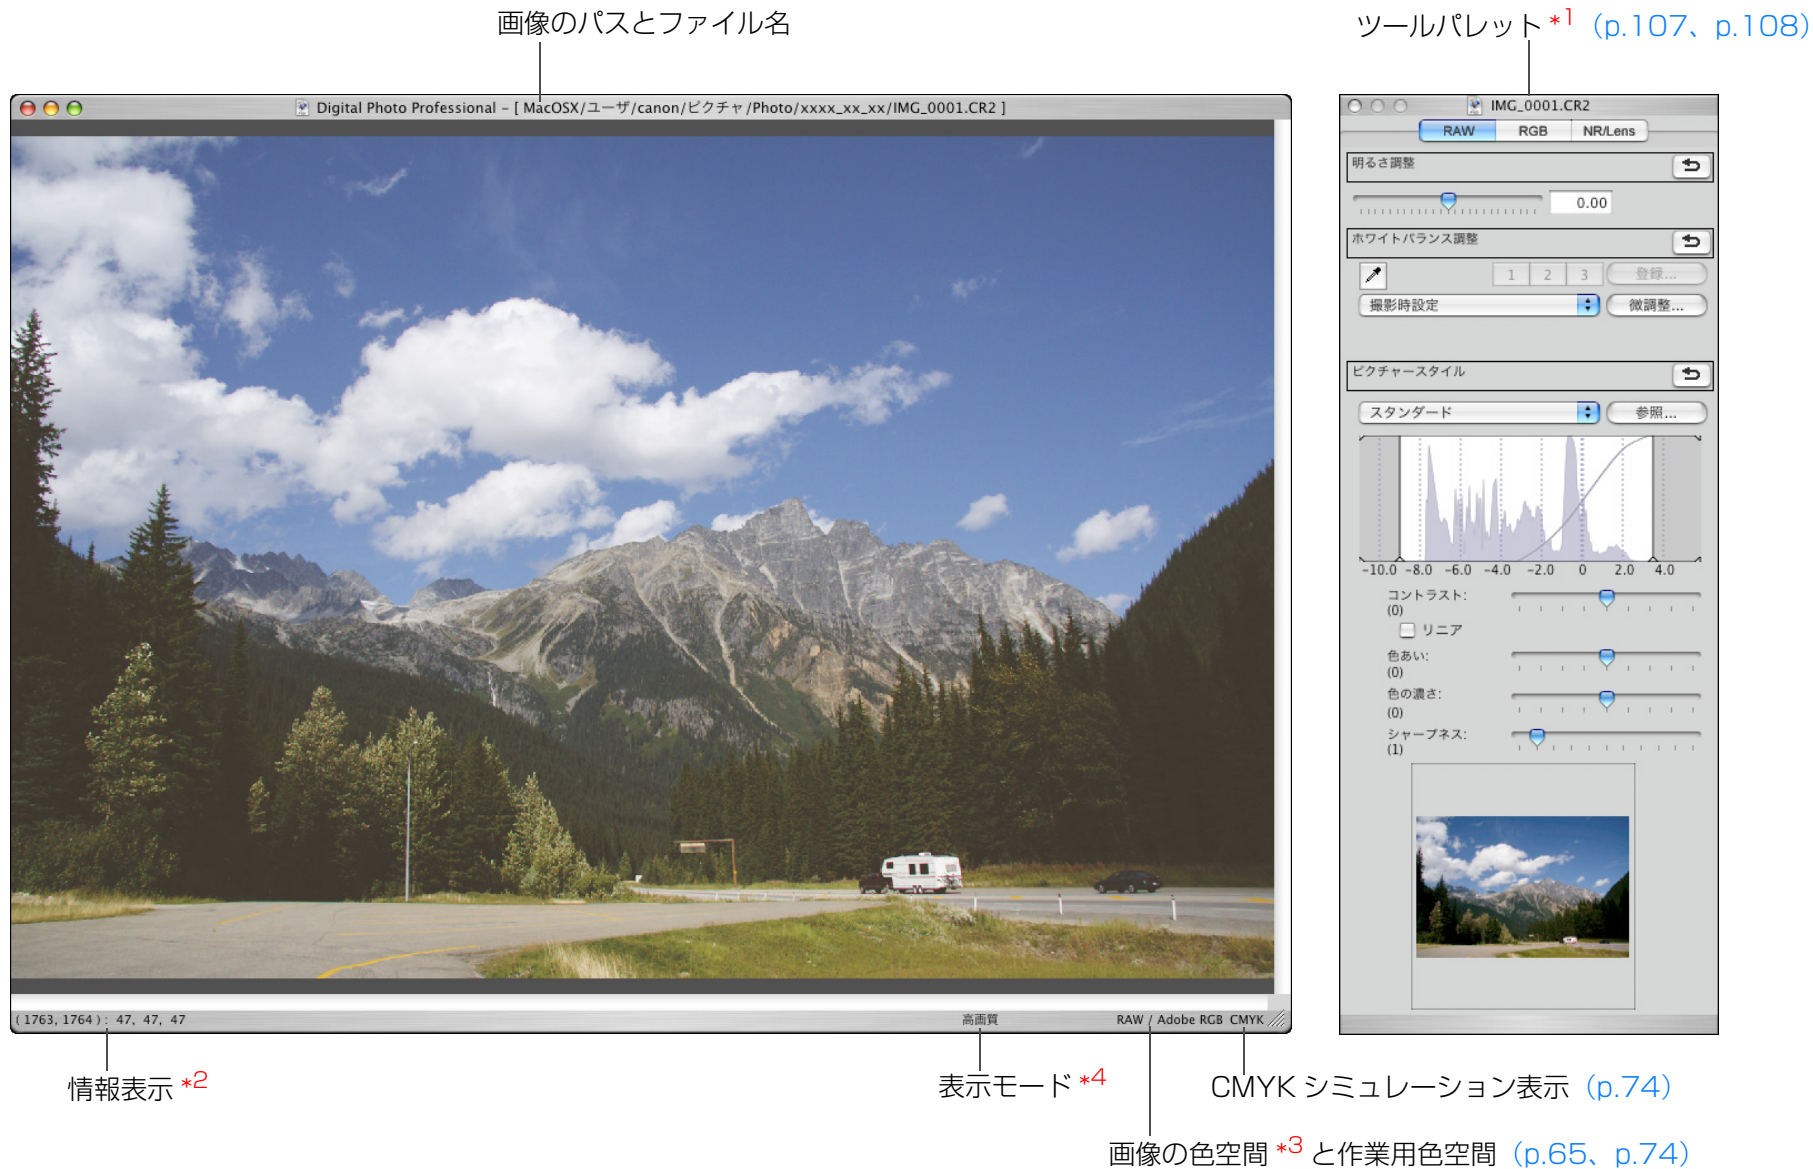 画像のパスとファイル名
ツールパレット *1 (p.107、p.108)
Digital Photo Professional – [ MacOSX/ユーザ/canon/ピクチャ/Photo/xxxx_xx_xx/IMG_0001.CR2 ]
IMG_0001.CR2
RAW RGB NR/Lens
明るさ調整
0.00
ホワイトバランス調整
1 2 3 登録...
撮影時設定 微調整...
ピクチャースタイル
スタンダード 参照...
-10.0 -8.0 -6.0 -4.0 -2.0 0 2.0 4.0
コントラスト:
(0)
リニア
色あい:
(0)
色の濃さ:
(0)
シャープネス:
(1)
(1763, 1764) : 47, 47, 47 高画質 RAW / Adobe RGB CMYK
情報表示 *2
表示モード *4
CMYK シミュレーション表示 (p.74)
画像の色空間 *3 と作業用色空間 (p.65、p.74)